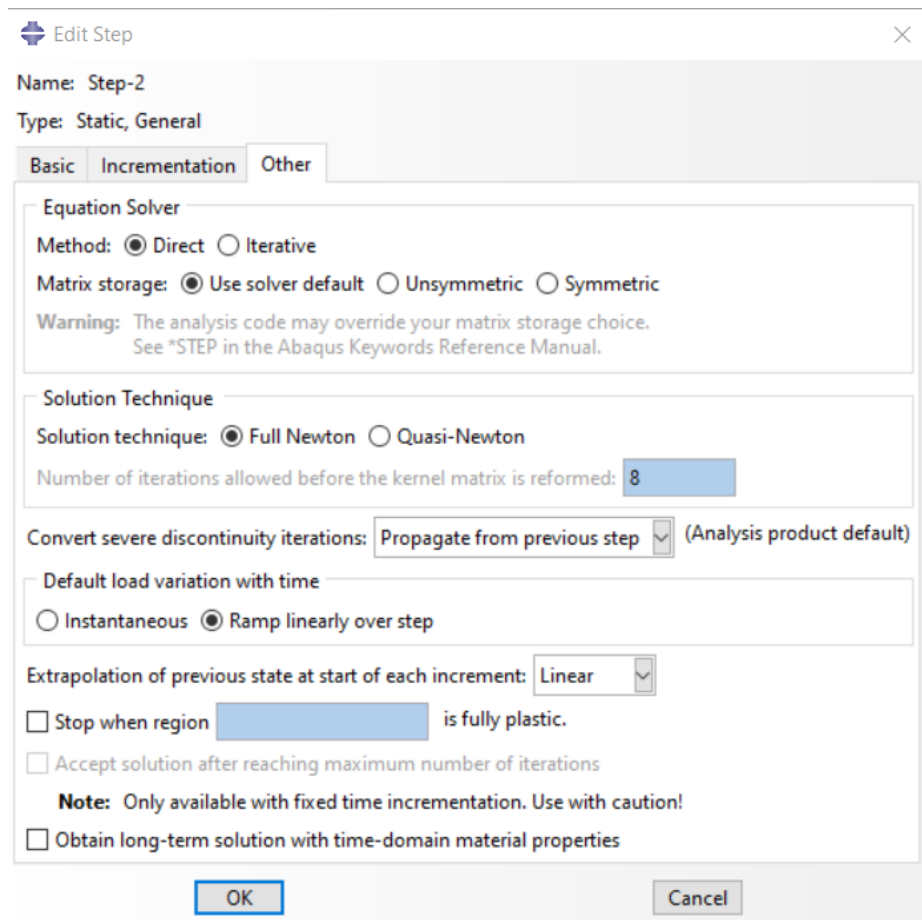 Edit Step
Name: Step-2
Type: Static, General
Basic Incrementation Other
Equation Solver
Method: Direct Iterative
Matrix storage: Use solver default Unsymmetric Symmetric
Warning: The analysis code may override your matrix storage choice.
See *STEP in the Abaqus Keywords Reference Manual.
Solution Technique
Solution technique: Full Newton Quasi-Newton
Number of iterations allowed before the kernel matrix is reformed: 8
Convert severe discontinuity iterations: Propagate from previous step (Analysis product default)
Default load variation with time
Instantaneous Ramp linearly over step
Extrapolation of previous state at start of each increment: Linear
Stop when region is fully plastic.
Accept solution after reaching maximum number of iterations
Note: Only available with fixed time incrementation. Use with caution!
Obtain long-term solution with time-domain material properties
OK Cancel